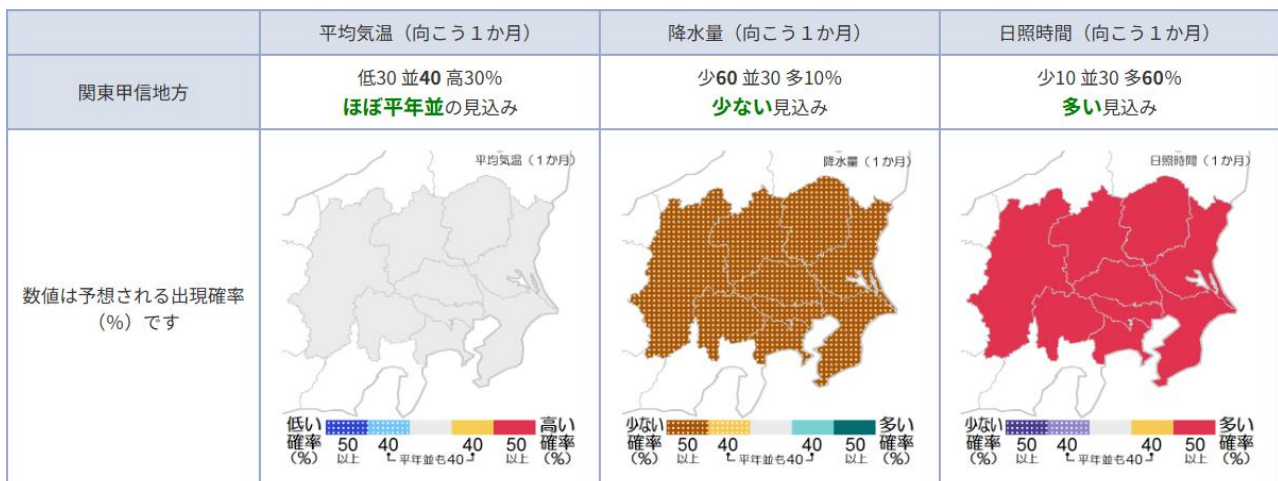 平均気温（向こう１か月）
降水量（向こう１か月）
日照時間（向こう１か月）
関東甲信地方
低30 並40 高30%
ほぼ平年並の見込み
少60 並30 多10%
少ない見込み
少10 並30 多60%
多い見込み
数値は予想される出現確率
（%）です
平均気温（１か月）
低い
確率
(%)
50
以上
40
平年並も40
40
50
以上
高い
確率
(%)
降水量（１か月）
少ない
確率
(%)
50
以上
40
平年並も40
40
50
以上
多い
確率
(%)
日照時間（１か月）
少ない
確率
(%)
50
以上
40
平年並も40
40
50
以上
多い
確率
(%)